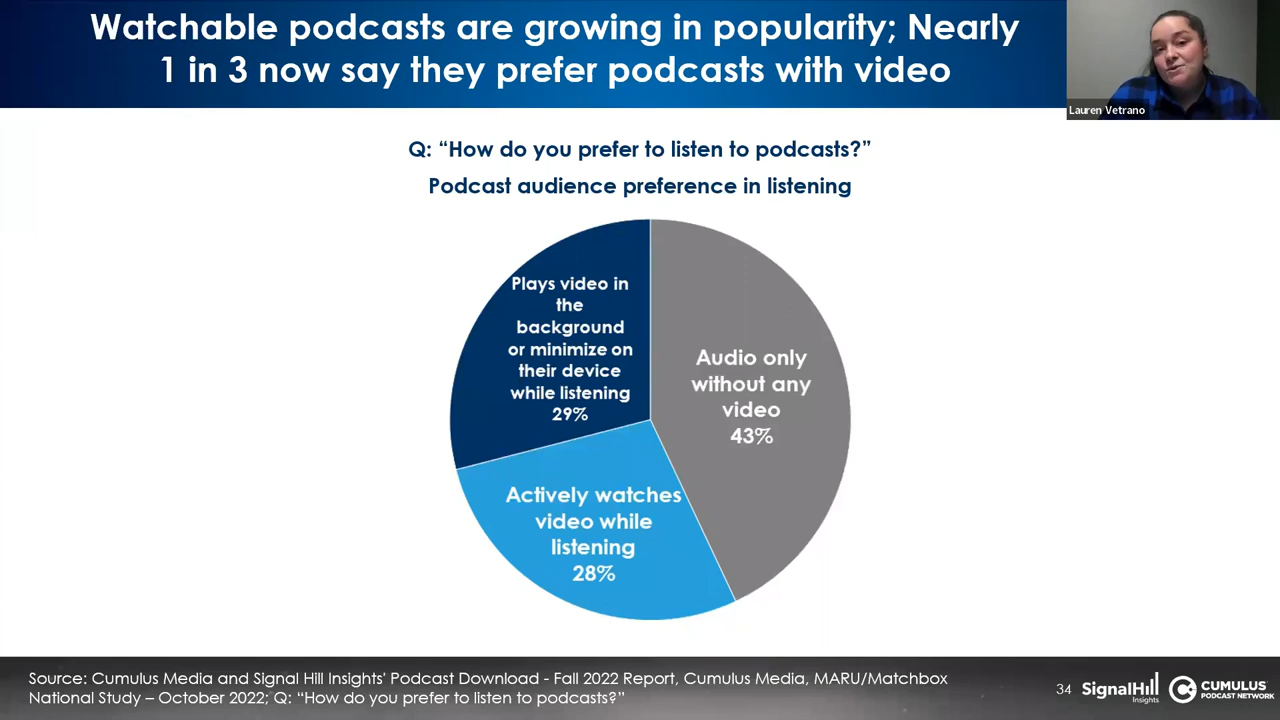 Watchable podcasts are growing in popularity; Nearly
1 in 3 now say they prefer podcasts with video
Lauren Vetrano
Q: “How do you prefer to listen to podcasts?”
Podcast audience preference in listening
Plays video in
the
background
or minimize on
their device
while listening
29%
Audio only
without any
video
43%
Actively watches
video while
listening
28%
Source: Cumulus Media and Signal Hill Insights' Podcast Download - Fall 2022 Report, Cumulus Media, MARU/Matchbox
National Study – October 2022; Q: “How do you prefer to listen to podcasts?”
34
SignalHill
Insights
CUMULUS
PODCAST NETWORK